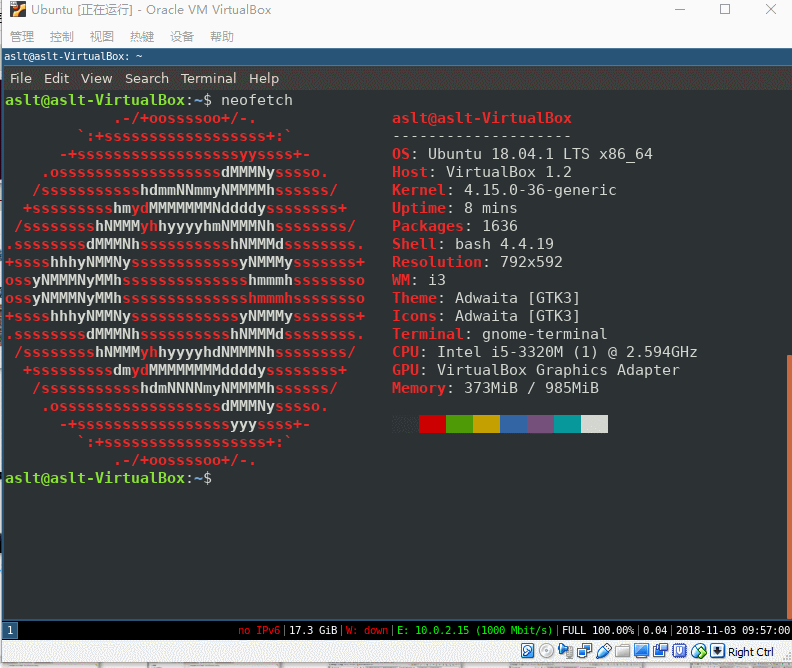 Ubuntu [正在运行] - Oracle VM VirtualBox
管理 控制 视图 热键 设备 帮助
aslt@aslt-VirtualBox: ~
File Edit View Search Terminal Help
aslt@aslt-VirtualBox:~$ neofetch
.-/+oossssoo+/-.
`:+ssssssssssssssssss+:`
-+ssssssssssssssssssyyssss+-
.ossssssssssssssssssdMMMNysssso.
/ssssssssssshdmmNNmmyNMMMMhssssss/
+ssssssssshmydMMMMMMMNddddyssssssss+
/sssssssshNMMMyhhyyyyhmNMMMNhssssssss/
.ssssssssdMMMNhsssssssssshNMMMdssssssss.
+sssshhhyNMMNyssssssssssssyNMMMysssssss+
ossyNMMMNyMMhsssssssssssssshmmmhssssssso
ossyNMMMNyMMhsssssssssssssshmmmhssssssso
+sssshhhyNMMNyssssssssssssyNMMMysssssss+
.ssssssssdMMMNhsssssssssshNMMMdssssssss.
/sssssssshNMMMyhhyyyyhdNMMMNhssssssss/
+sssssssssdmydMMMMMMMMddddyssssssss+
/ssssssssssshdmNNNNmyNMMMMhssssss/
.ossssssssssssssssssdMMMNysssso.
-+sssssssssssssssssyyyssss+-
`:+ssssssssssssssssss+:`
.-/+oossssoo+/-.
aslt@aslt-VirtualBox
--------------------
OS: Ubuntu 18.04.1 LTS x86_64
Host: VirtualBox 1.2
Kernel: 4.15.0-36-generic
Uptime: 8 mins
Packages: 1636
Shell: bash 4.4.19
Resolution: 792x592
WM: i3
Theme: Adwaita [GTK3]
Icons: Adwaita [GTK3]
Terminal: gnome-terminal
CPU: Intel i5-3320M (1) @ 2.594GHz
GPU: VirtualBox Graphics Adapter
Memory: 373MiB / 985MiB
aslt@aslt-VirtualBox:~$
1 no IPv6|17.3 GiB|W: down|E: 10.0.2.15 (1000 Mbit/s)|FULL 100.00%|0.04|2018-11-03 09:57:00
Right Ctrl